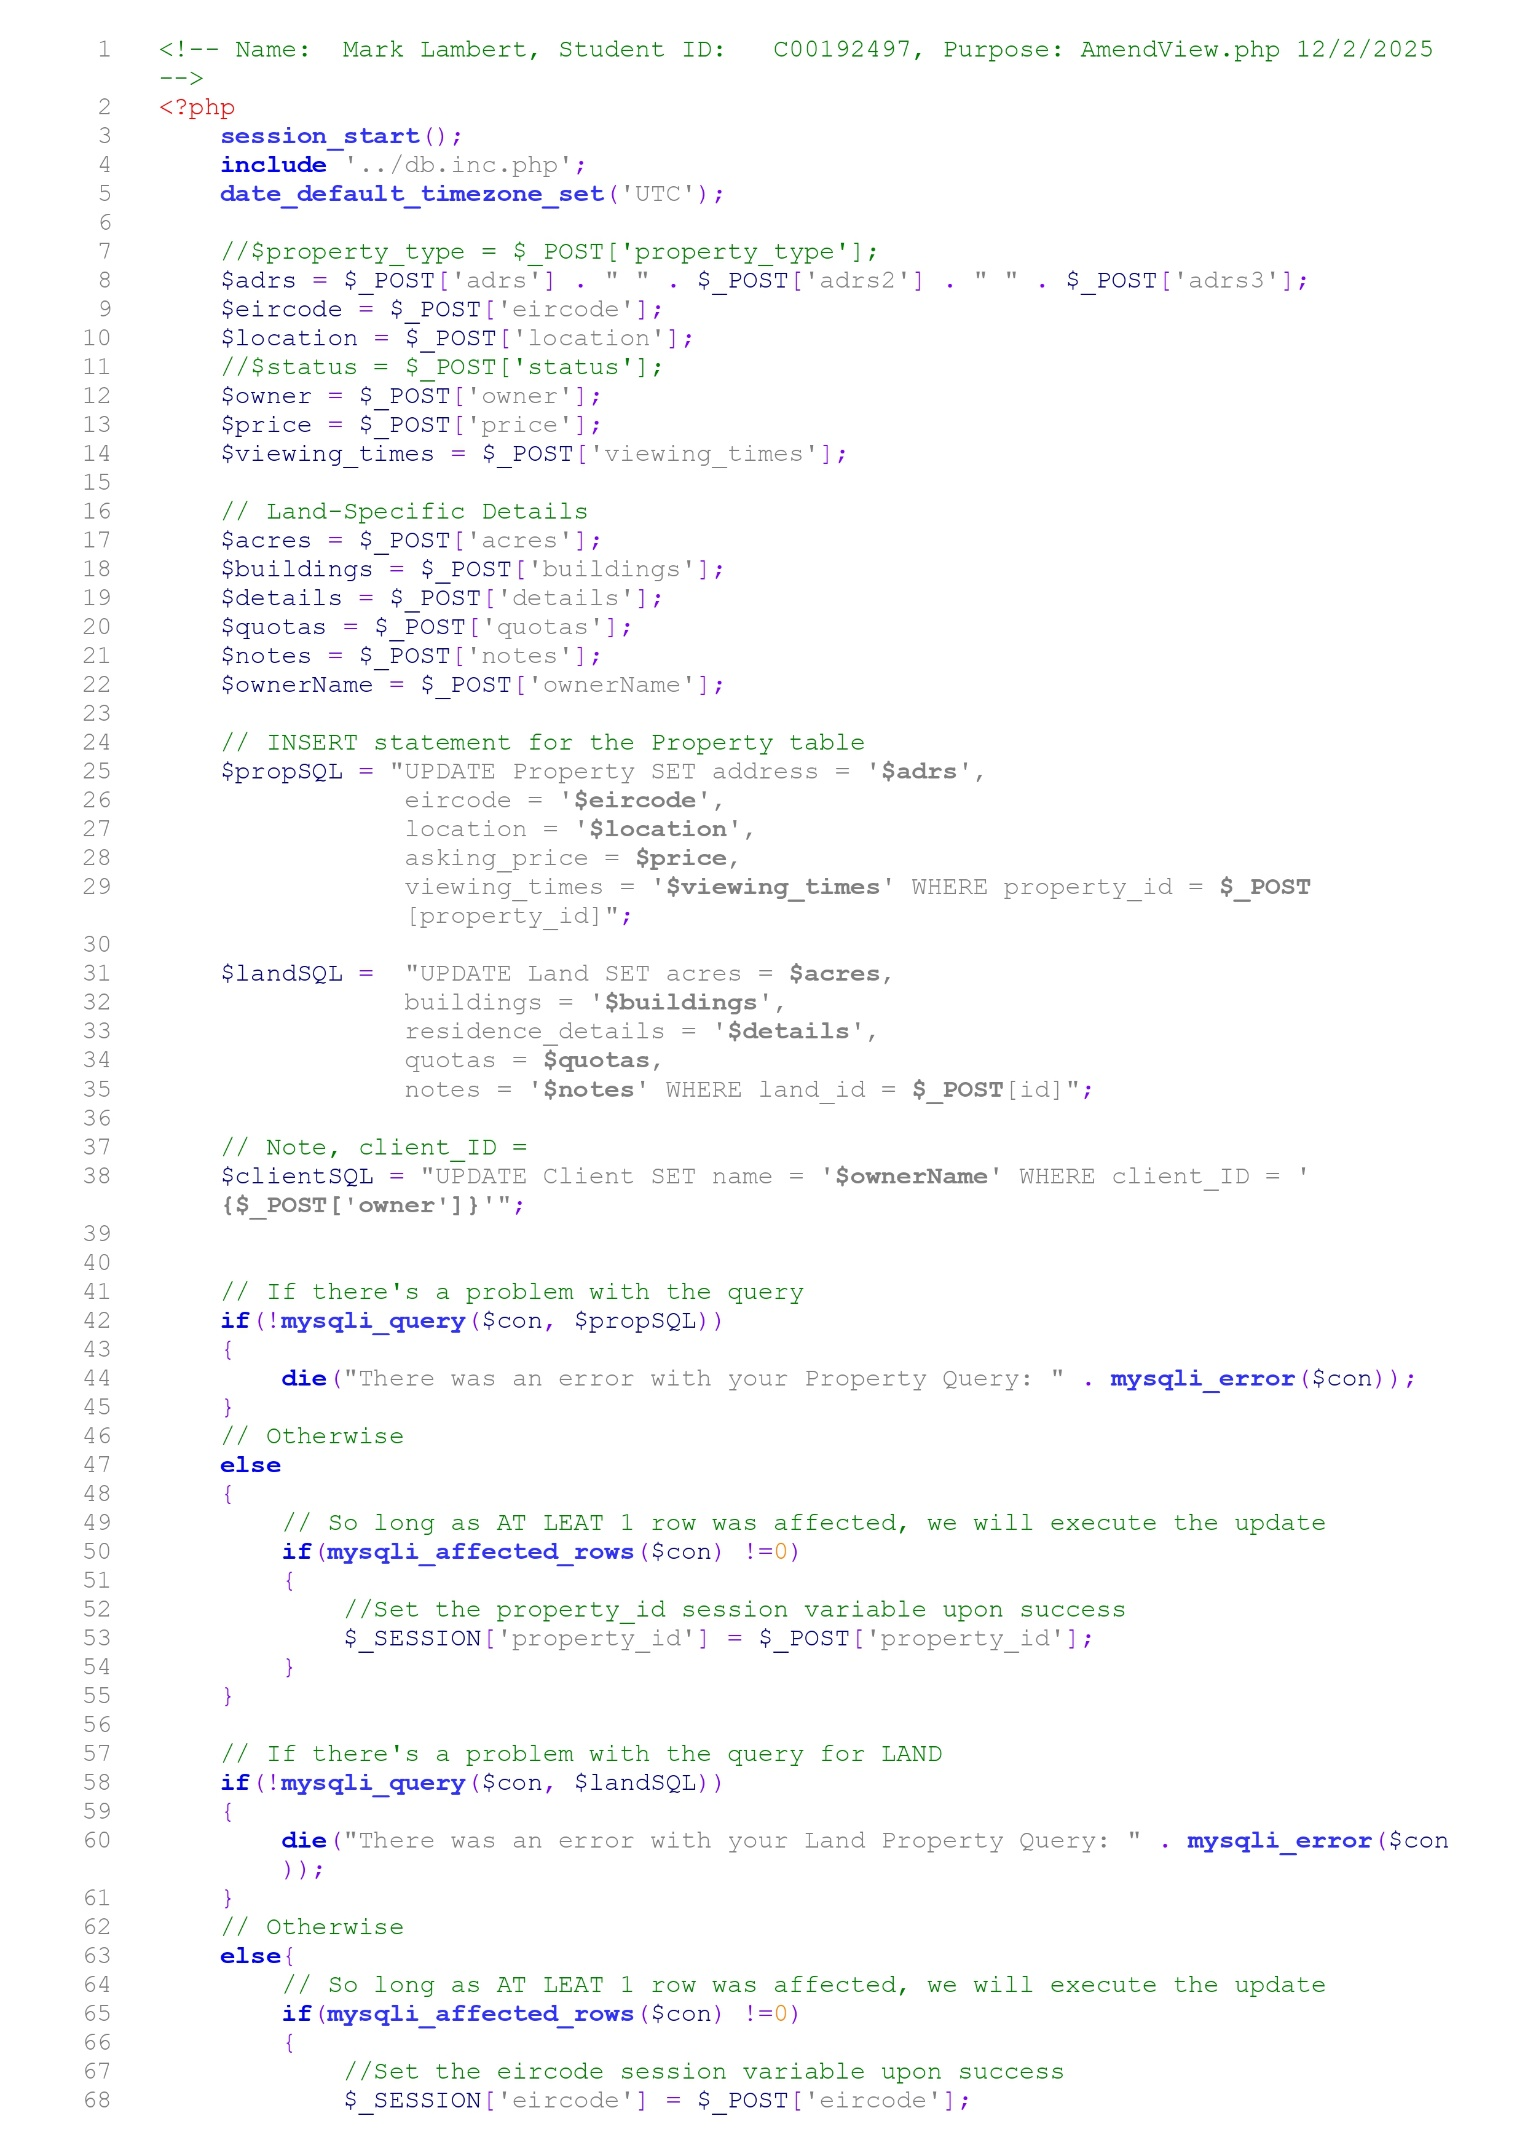 1 <!-- Name:  Mark Lambert, Student ID:   C00192497, Purpose: AmendView.php 12/2/2025
-->
2 <?php
3     session_start();
4     include '../db.inc.php';
5     date_default_timezone_set('UTC');
6
7     //$property_type = $_POST['property_type'];
8     $adrs = $_POST['adrs'] . " " . $_POST['adrs2'] . " " . $_POST['adrs3'];
9     $eircode = $_POST['eircode'];
10     $location = $_POST['location'];
11     //$status = $_POST['status'];
12     $owner = $_POST['owner'];
13     $price = $_POST['price'];
14     $viewing_times = $_POST['viewing_times'];
15
16     // Land-Specific Details
17     $acres = $_POST['acres'];
18     $buildings = $_POST['buildings'];
19     $details = $_POST['details'];
20     $quotas = $_POST['quotas'];
21     $notes = $_POST['notes'];
22     $ownerName = $_POST['ownerName'];
23
24     // INSERT statement for the Property table
25     $propSQL = "UPDATE Property SET address = '$adrs',
26                 eircode = '$eircode',
27                 location = '$location',
28                 asking_price = $price,
29                 viewing_times = '$viewing_times' WHERE property_id = $_POST
                [property_id]";
30
31     $landSQL =  "UPDATE Land SET acres = $acres,
32                 buildings = '$buildings',
33                 residence_details = '$details',
34                 quotas = $quotas,
35                 notes = '$notes' WHERE land_id = $_POST[id]";
36
37     // Note, client_ID =
38     $clientSQL = "UPDATE Client SET name = '$ownerName' WHERE client_ID = '
    {$_POST['owner']}'";
39
40
41     // If there's a problem with the query
42     if(!mysqli_query($con, $propSQL))
43     {
44         die("There was an error with your Property Query: " . mysqli_error($con));
45     }
46     // Otherwise
47     else
48     {
49         // So long as AT LEAT 1 row was affected, we will execute the update
50         if(mysqli_affected_rows($con) !=0)
51         {
52             //Set the property_id session variable upon success
53             $_SESSION['property_id'] = $_POST['property_id'];
54         }
55     }
56
57     // If there's a problem with the query for LAND
58     if(!mysqli_query($con, $landSQL))
59     {
60         die("There was an error with your Land Property Query: " . mysqli_error($con
        ));
61     }
62     // Otherwise
63     else{
64         // So long as AT LEAT 1 row was affected, we will execute the update
65         if(mysqli_affected_rows($con) !=0)
66         {
67             //Set the eircode session variable upon success
68             $_SESSION['eircode'] = $_POST['eircode'];